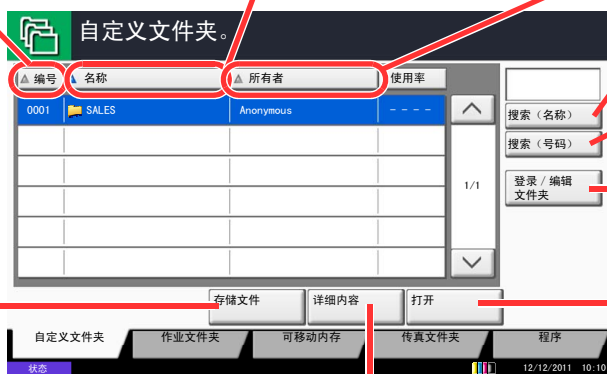 自定义文件夹。
编号 名称 所有者 使用率
0001 SALES Anonymous ----
搜索（名称）
搜索（号码）
1/1
登录 / 编辑
文件夹
存储文件 详细内容 打开
自定义文件夹 作业文件夹 可移动内存 传真文件夹 程序
状态 12/12/2011 10:10